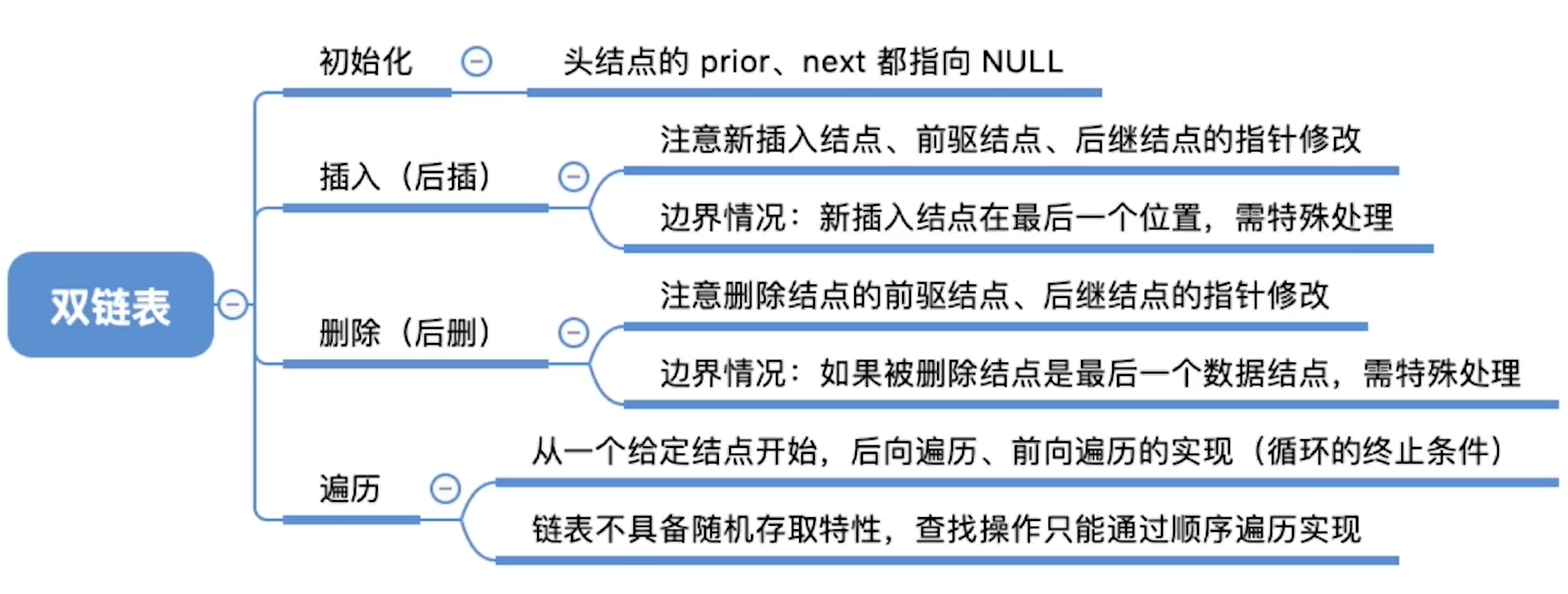 双链表
初始化
头结点的 prior、next 都指向 NULL
插入（后插）
注意新插入结点、前驱结点、后继结点的指针修改
边界情况：新插入结点在最后一个位置，需特殊处理
删除（后删）
注意删除结点的前驱结点、后继结点的指针修改
边界情况：如果被删除结点是最后一个数据结点，需特殊处理
遍历
从一个给定结点开始，后向遍历、前向遍历的实现（循环的终止条件）
链表不具备随机存取特性，查找操作只能通过顺序遍历实现